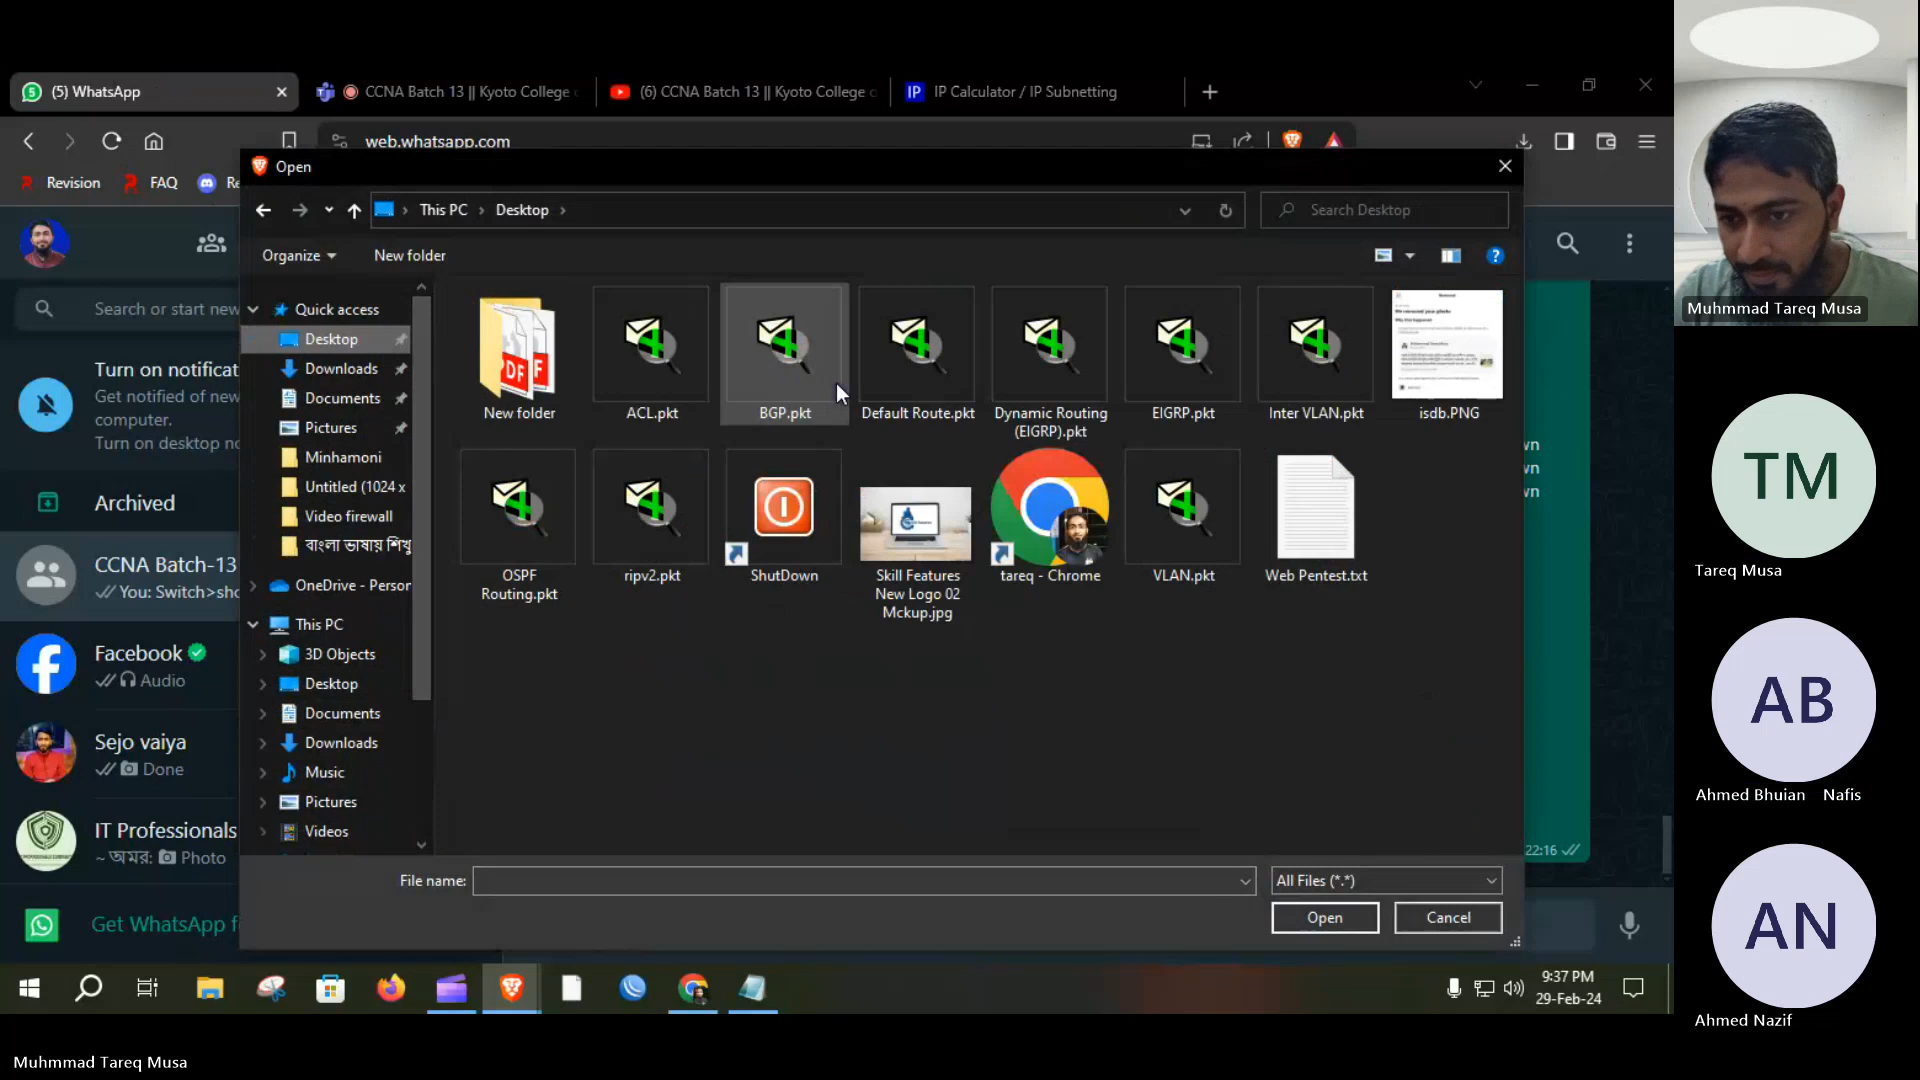 (5) WhatsApp
CCNA Batch 13 || Kyoto College
(6) CCNA Batch 13 || Kyoto College
IP
IP Calculator / IP Subnetting
web.whatsapp.com
Revision
FAQ
Open
This PC
Desktop
Search Desktop
Organize
New folder
Search or start new
Turn on notificat
Get notified of new
computer.
Turn on desktop
Archived
CCNA Batch-13
You: Switch>sho
Facebook
Audio
Sejo vaiya
Done
IT Professionals
~ অমর: Photo
Get WhatsApp f
Quick access
Desktop
Downloads
Documents
Pictures
Minhamoni
Untitled (1024 x
Video firewall
বাংলা ভাষায় শিখু
OneDrive - Person
This PC
3D Objects
Desktop
Documents
Downloads
Music
Pictures
Videos
New folder
ACL.pkt
BGP.pkt
Default Route.pkt
Dynamic Routing
(EIGRP).pkt
EIGRP.pkt
Inter VLAN.pkt
isdb.PNG
PDF
OSPF
Routing.pkt
ripv2.pkt
ShutDown
Skill Features
New Logo 02
Mckup.jpg
tareq - Chrome
VLAN.pkt
Web Pentest.txt
wn
wn
wn
22:16
File name:
All Files (*.*)
Open
Cancel
9:37 PM
29-Feb-24
Muhmmad Tareq Musa
TM
Tareq Musa
AB
Ahmed Bhuian Nafis
AN
Ahmed Nazif
Muhmmad Tareq Musa